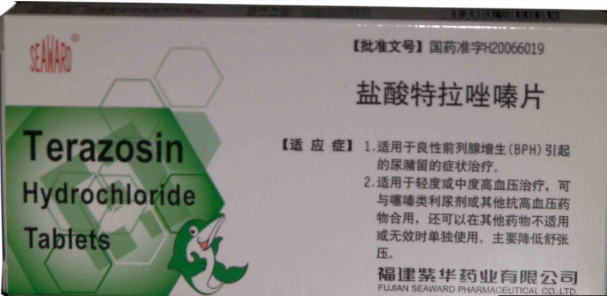 SEAWARD
【批准文号】国药准字H20066019
盐酸特拉唑嗪片
Terazosin
Hydrochloride
Tablets
【适 应 症】1.适用于良性前列腺增生(BPH)引起
的尿潴留的症状治疗。
2.适用于轻度或中度高血压治疗，可
与噻嗪类利尿剂或其他抗高血压药
物合用，还可以在其他药物不适用
或无效时单独使用。主要降低舒张
压。
福建紫华药业有限公司
FUJIAN SEAWARD PHARMACEUTICAL CO.,LTD.